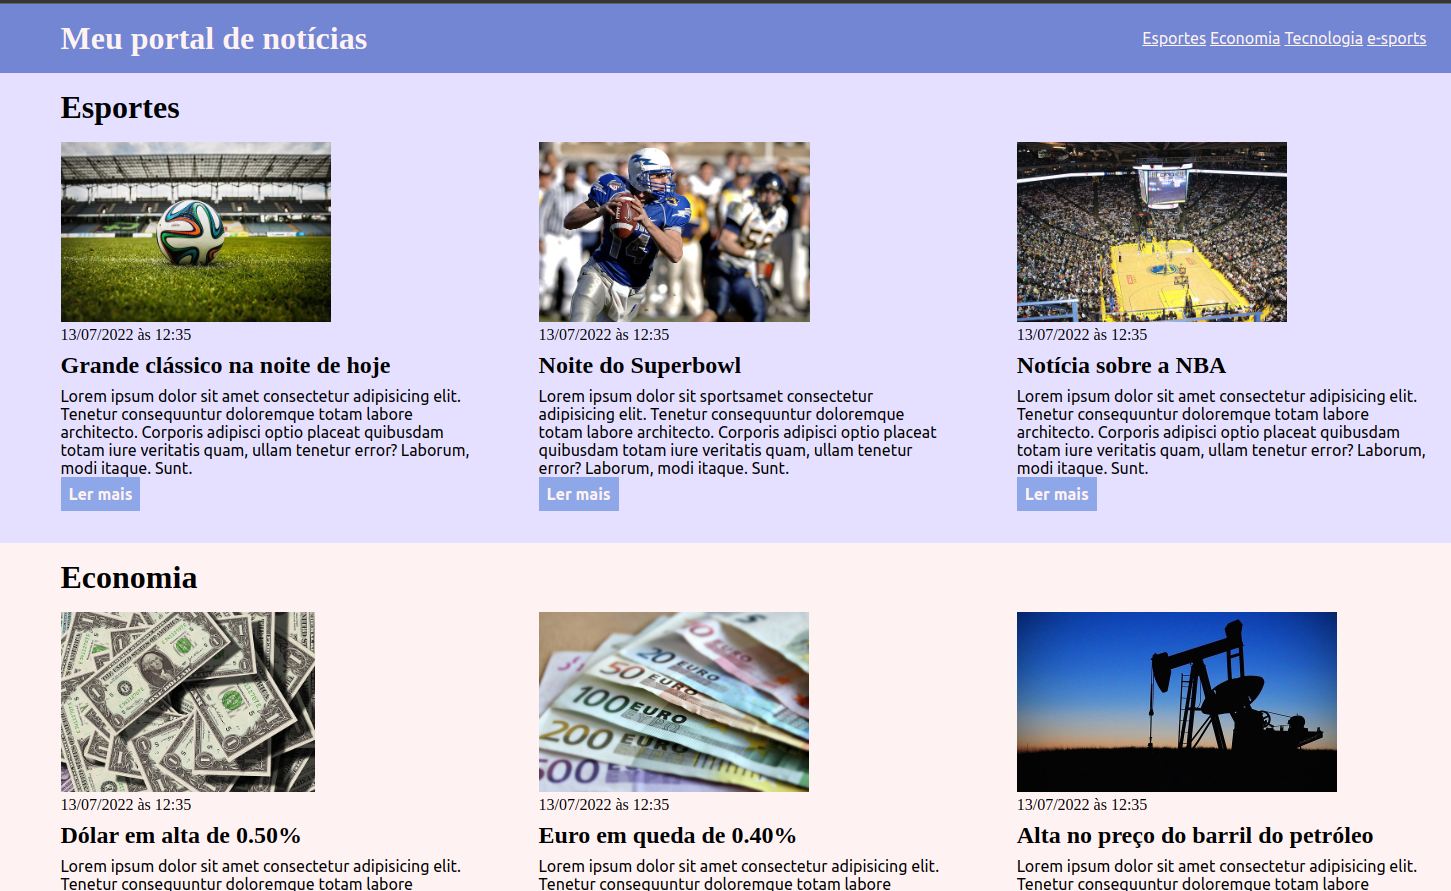 Meu portal de notícias
Esportes Economia Tecnologia e-sports
Esportes
13/07/2022 às 12:35
Grande clássico na noite de hoje
Lorem ipsum dolor sit amet consectetur adipisicing elit.
Tenetur consequuntur doloremque totam labore
architecto. Corporis adipisci optio placeat quibusdam
totam iure veritatis quam, ullam tenetur error? Laborum,
modi itaque. Sunt.
Ler mais
14
13/07/2022 às 12:35
Noite do Superbowl
Lorem ipsum dolor sit sportsamet consectetur
adipisicing elit. Tenetur consequuntur doloremque
totam labore architecto. Corporis adipisci optio placeat
quibusdam totam iure veritatis quam, ullam tenetur
error? Laborum, modi itaque. Sunt.
Ler mais
13/07/2022 às 12:35
Notícia sobre a NBA
Lorem ipsum dolor sit amet consectetur adipisicing elit.
Tenetur consequuntur doloremque totam labore
architecto. Corporis adipisci optio placeat quibusdam
totam iure veritatis quam, ullam tenetur error? Laborum,
modi itaque. Sunt.
Ler mais
Economia
13/07/2022 às 12:35
Dólar em alta de 0.50%
Lorem ipsum dolor sit amet consectetur adipisicing elit.
Tenetur consequuntur doloremque totam labore
20 EURO
50 EURO
100 EURO
200 EURO
500
13/07/2022 às 12:35
Euro em queda de 0.40%
Lorem ipsum dolor sit amet consectetur adipisicing elit.
Tenetur consequuntur doloremque totam labore
13/07/2022 às 12:35
Alta no preço do barril do petróleo
Lorem ipsum dolor sit amet consectetur adipisicing elit.
Tenetur consequuntur doloremque totam labore